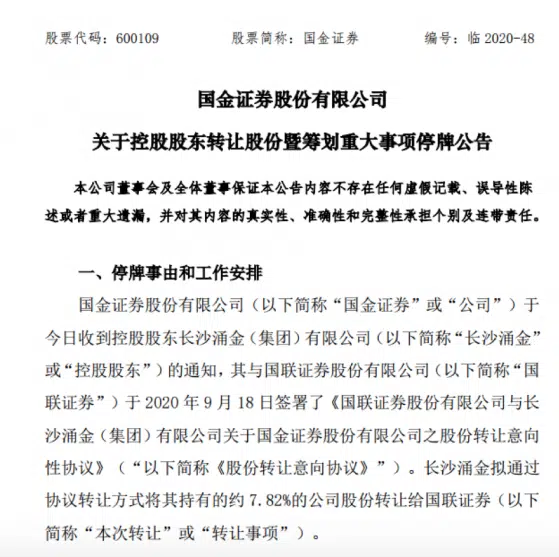 股票代码：600109 股票简称：国金证券 编号：临 2020-48
国金证券股份有限公司
关于控股股东转让股份暨筹划重大事项停牌公告
本公司董事会及全体董事保证本公告内容不存在任何虚假记载、误导性陈
述或者重大遗漏，并对其内容的真实性、准确性和完整性承担个别及连带责任。
一、停牌事由和工作安排
国金证券股份有限公司（以下简称“国金证券”或“公司”）于
今日收到控股股东长沙涌金（集团）有限公司（以下简称“长沙涌金”
或“控股股东”）的通知，其与国联证券股份有限公司（以下简称“国
联证券”）于 2020 年 9 月 18 日签署了《国联证券股份有限公司与长
沙涌金（集团）有限公司关于国金证券股份有限公司之股份转让意向
性协议》（“以下简称《股份转让意向协议》”）。长沙涌金拟通过
协议转让方式将其持有的约 7.82%的公司股份转让给国联证券（以下
简称“本次转让”或“转让事项”）。